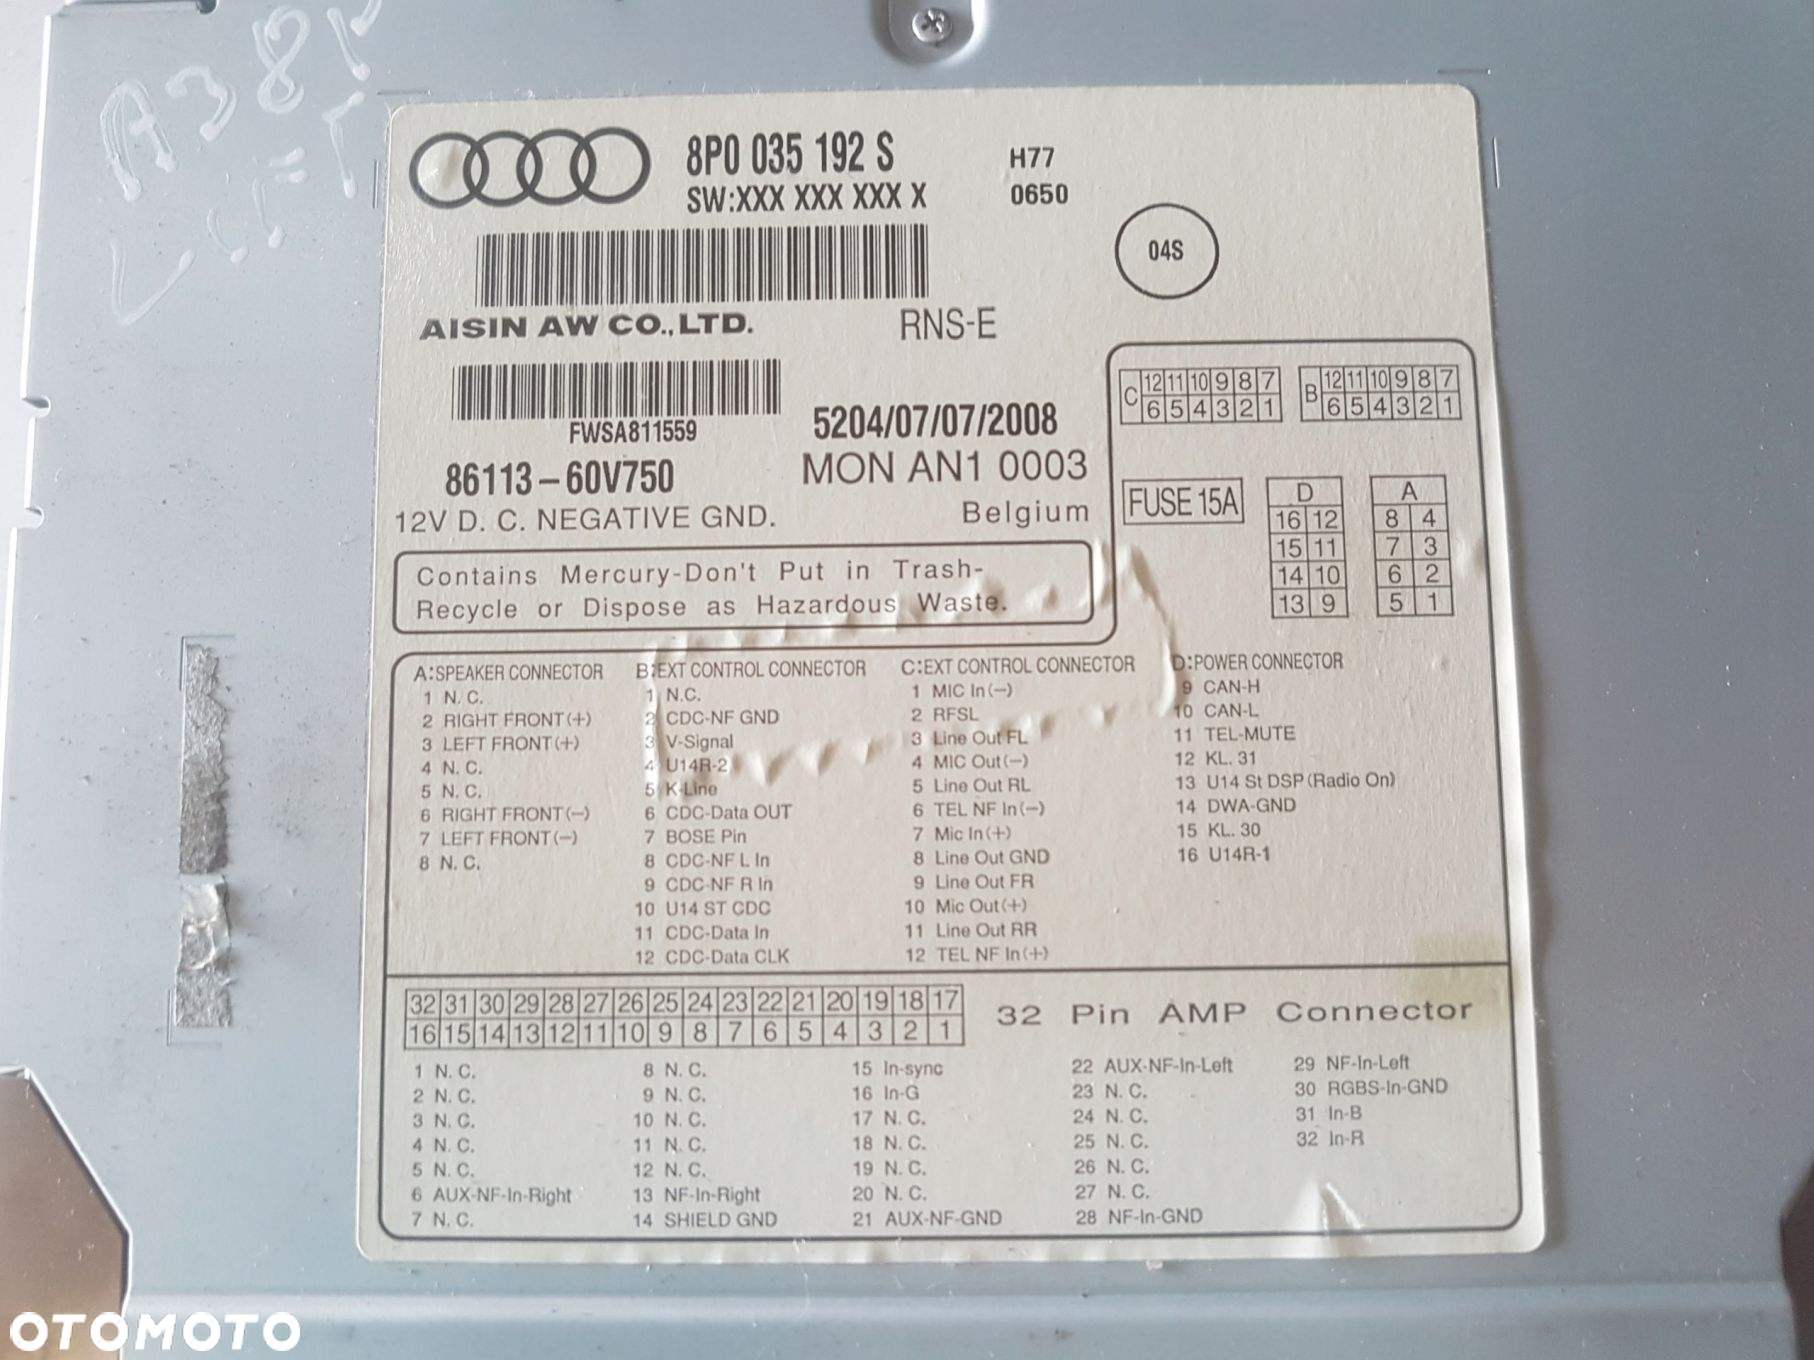 A38P
8P0 035 192 S
SW:XXX XXX XXX X
H77
0650
04S
AISIN AW CO.,LTD.
RNS-E
FWSA811559
86113-60V750
5204/07/07/2008
MON AN1 0003
12V D. C. NEGATIVE GND.
Belgium
C 12 11 10 9 8 7
6 5 4 3 2 1
B 12 11 10 9 8 7
6 5 4 3 2 1
FUSE 15A
D
16 12
15 11
14 10
13 9
A
8 4
7 3
6 2
5 1
Contains Mercury-Don't Put in Trash-
Recycle or Dispose as Hazardous Waste.
A:SPEAKER CONNECTOR
1 N. C.
2 RIGHT FRONT(+)
3 LEFT FRONT(+)
4 N. C.
5 N. C.
6 RIGHT FRONT(-)
7 LEFT FRONT(-)
8 N. C.
B:EXT CONTROL CONNECTOR
1 N.C.
2 CDC-NF GND
3 V-Signal
4 U14R-2
5 K-Line
6 CDC-Data OUT
7 BOSE Pin
8 CDC-NF L In
9 CDC-NF R In
10 U14 ST CDC
11 CDC-Data In
12 CDC-Data CLK
C:EXT CONTROL CONNECTOR
1 MIC In(-)
2 RFSL
3 Line Out FL
4 MIC Out(-)
5 Line Out RL
6 TEL NF In(-)
7 Mic In(+)
8 Line Out GND
9 Line Out FR
10 Mic Out(+)
11 Line Out RR
12 TEL NF In(+)
D:POWER CONNECTOR
9 CAN-H
10 CAN-L
11 TEL-MUTE
12 KL. 31
13 U14 St DSP(Radio On)
14 DWA-GND
15 KL. 30
16 U14R-1
32 31 30 29 28 27 26 25 24 23 22 21 20 19 18 17
16 15 14 13 12 11 10 9 8 7 6 5 4 3 2 1
32 Pin AMP Connector
1 N. C.
2 N. C.
3 N. C.
4 N. C.
5 N. C.
6 AUX-NF-In-Right
7 N. C.
8 N. C.
9 N. C.
10 N. C.
11 N. C.
12 N. C.
13 NF-In-Right
14 SHIELD GND
15 In-sync
16 In-G
17 N. C.
18 N. C.
19 N. C.
20 N. C.
21 AUX-NF-GND
22 AUX-NF-In-Left
23 N. C.
24 N. C.
25 N. C.
26 N. C.
27 N. C.
28 NF-In-GND
29 NF-In-Left
30 RGBS-In-GND
31 In-B
32 In-R
OTOMOTO